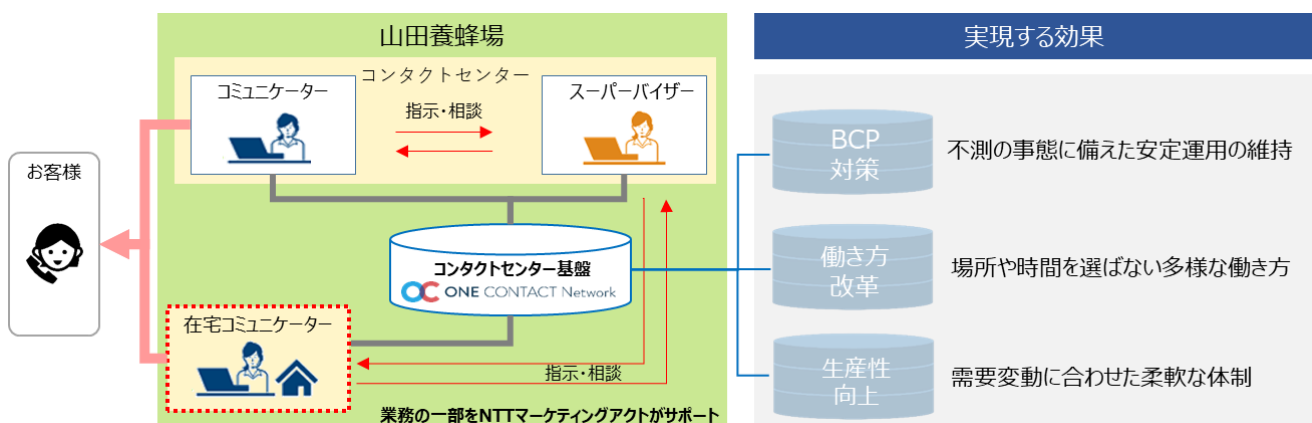 山田養蜂場
コンタクトセンター
コミュニケーター
指示・相談
スーパーバイザー
お客様
コンタクトセンター基盤
OC ONE CONTACT Network
在宅コミュニケーター
指示・相談
業務の一部をNTTマーケティングアクトがサポート
実現する効果
BCP
対策
不測の事態に備えた安定運用の維持
働き方
改革
場所や時間を選ばない多様な働き方
生産性
向上
需要変動に合わせた柔軟な体制